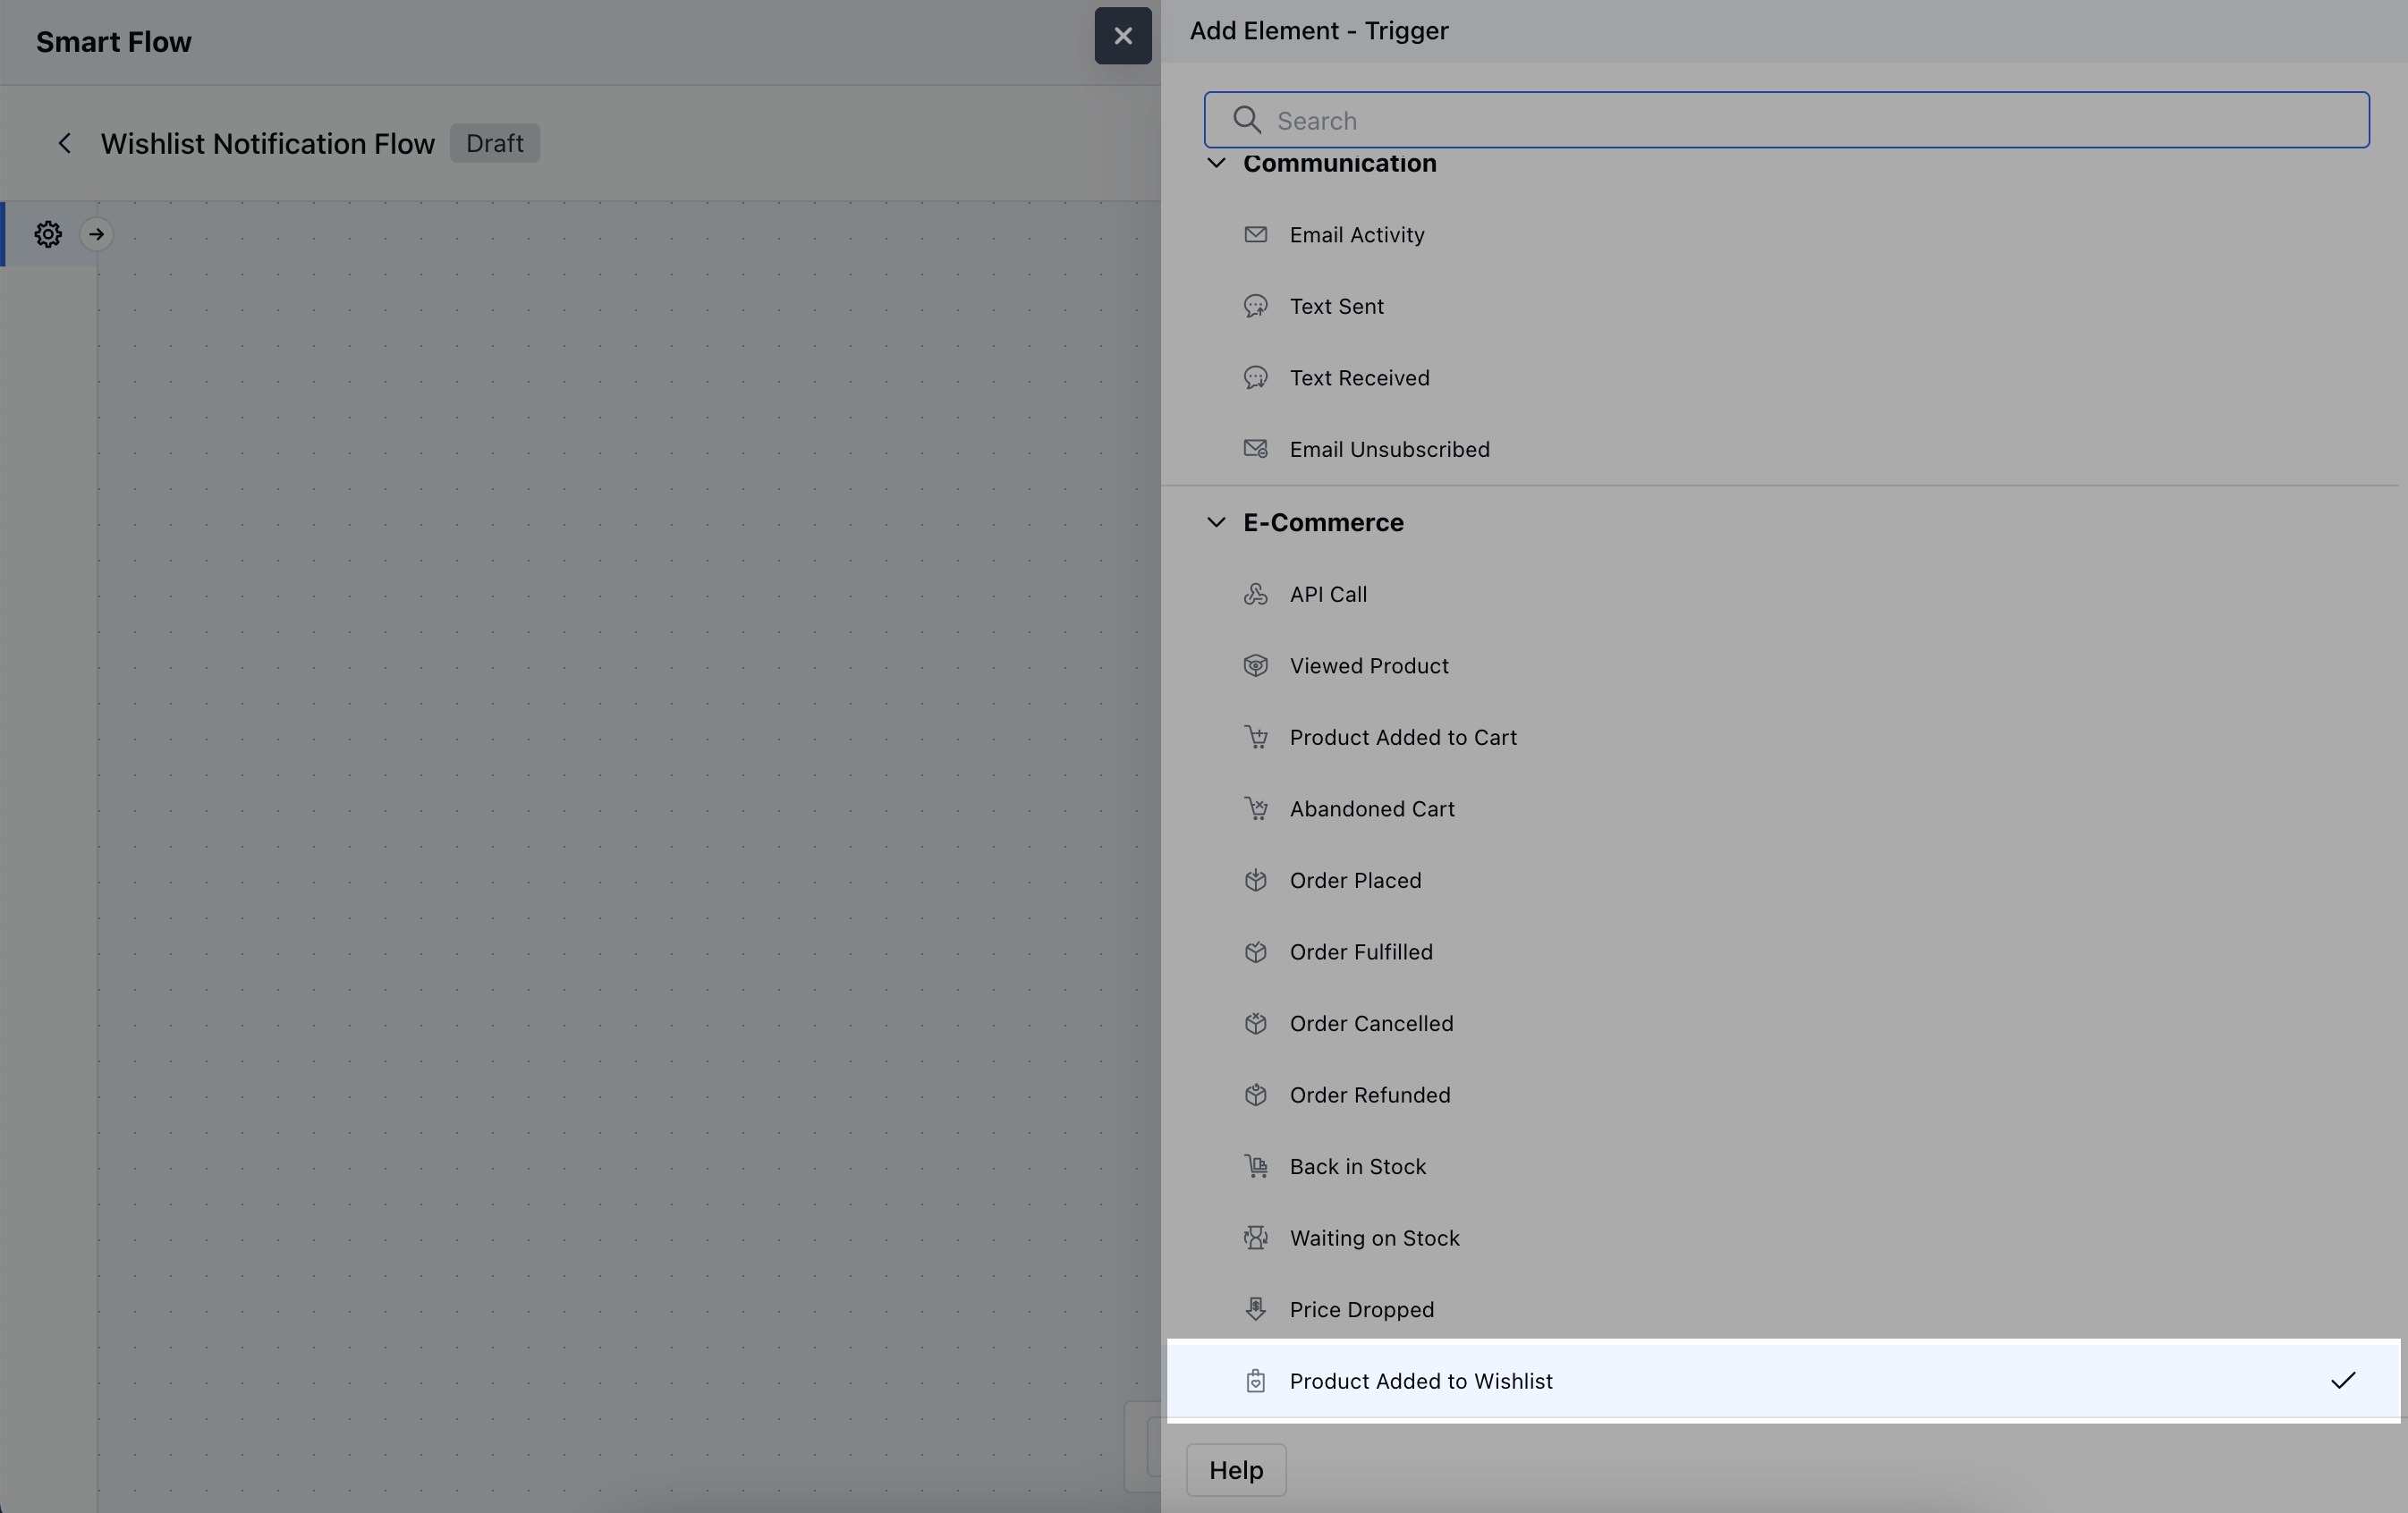 Smart Flow
Add Element - Trigger
Search
Wishlist Notification Flow
Draft
Communication
Email Activity
Text Sent
Text Received
Email Unsubscribed
E-Commerce
API Call
Viewed Product
Product Added to Cart
Abandoned Cart
Order Placed
Order Fulfilled
Order Cancelled
Order Refunded
Back in Stock
Waiting on Stock
Price Dropped
Product Added to Wishlist
Help